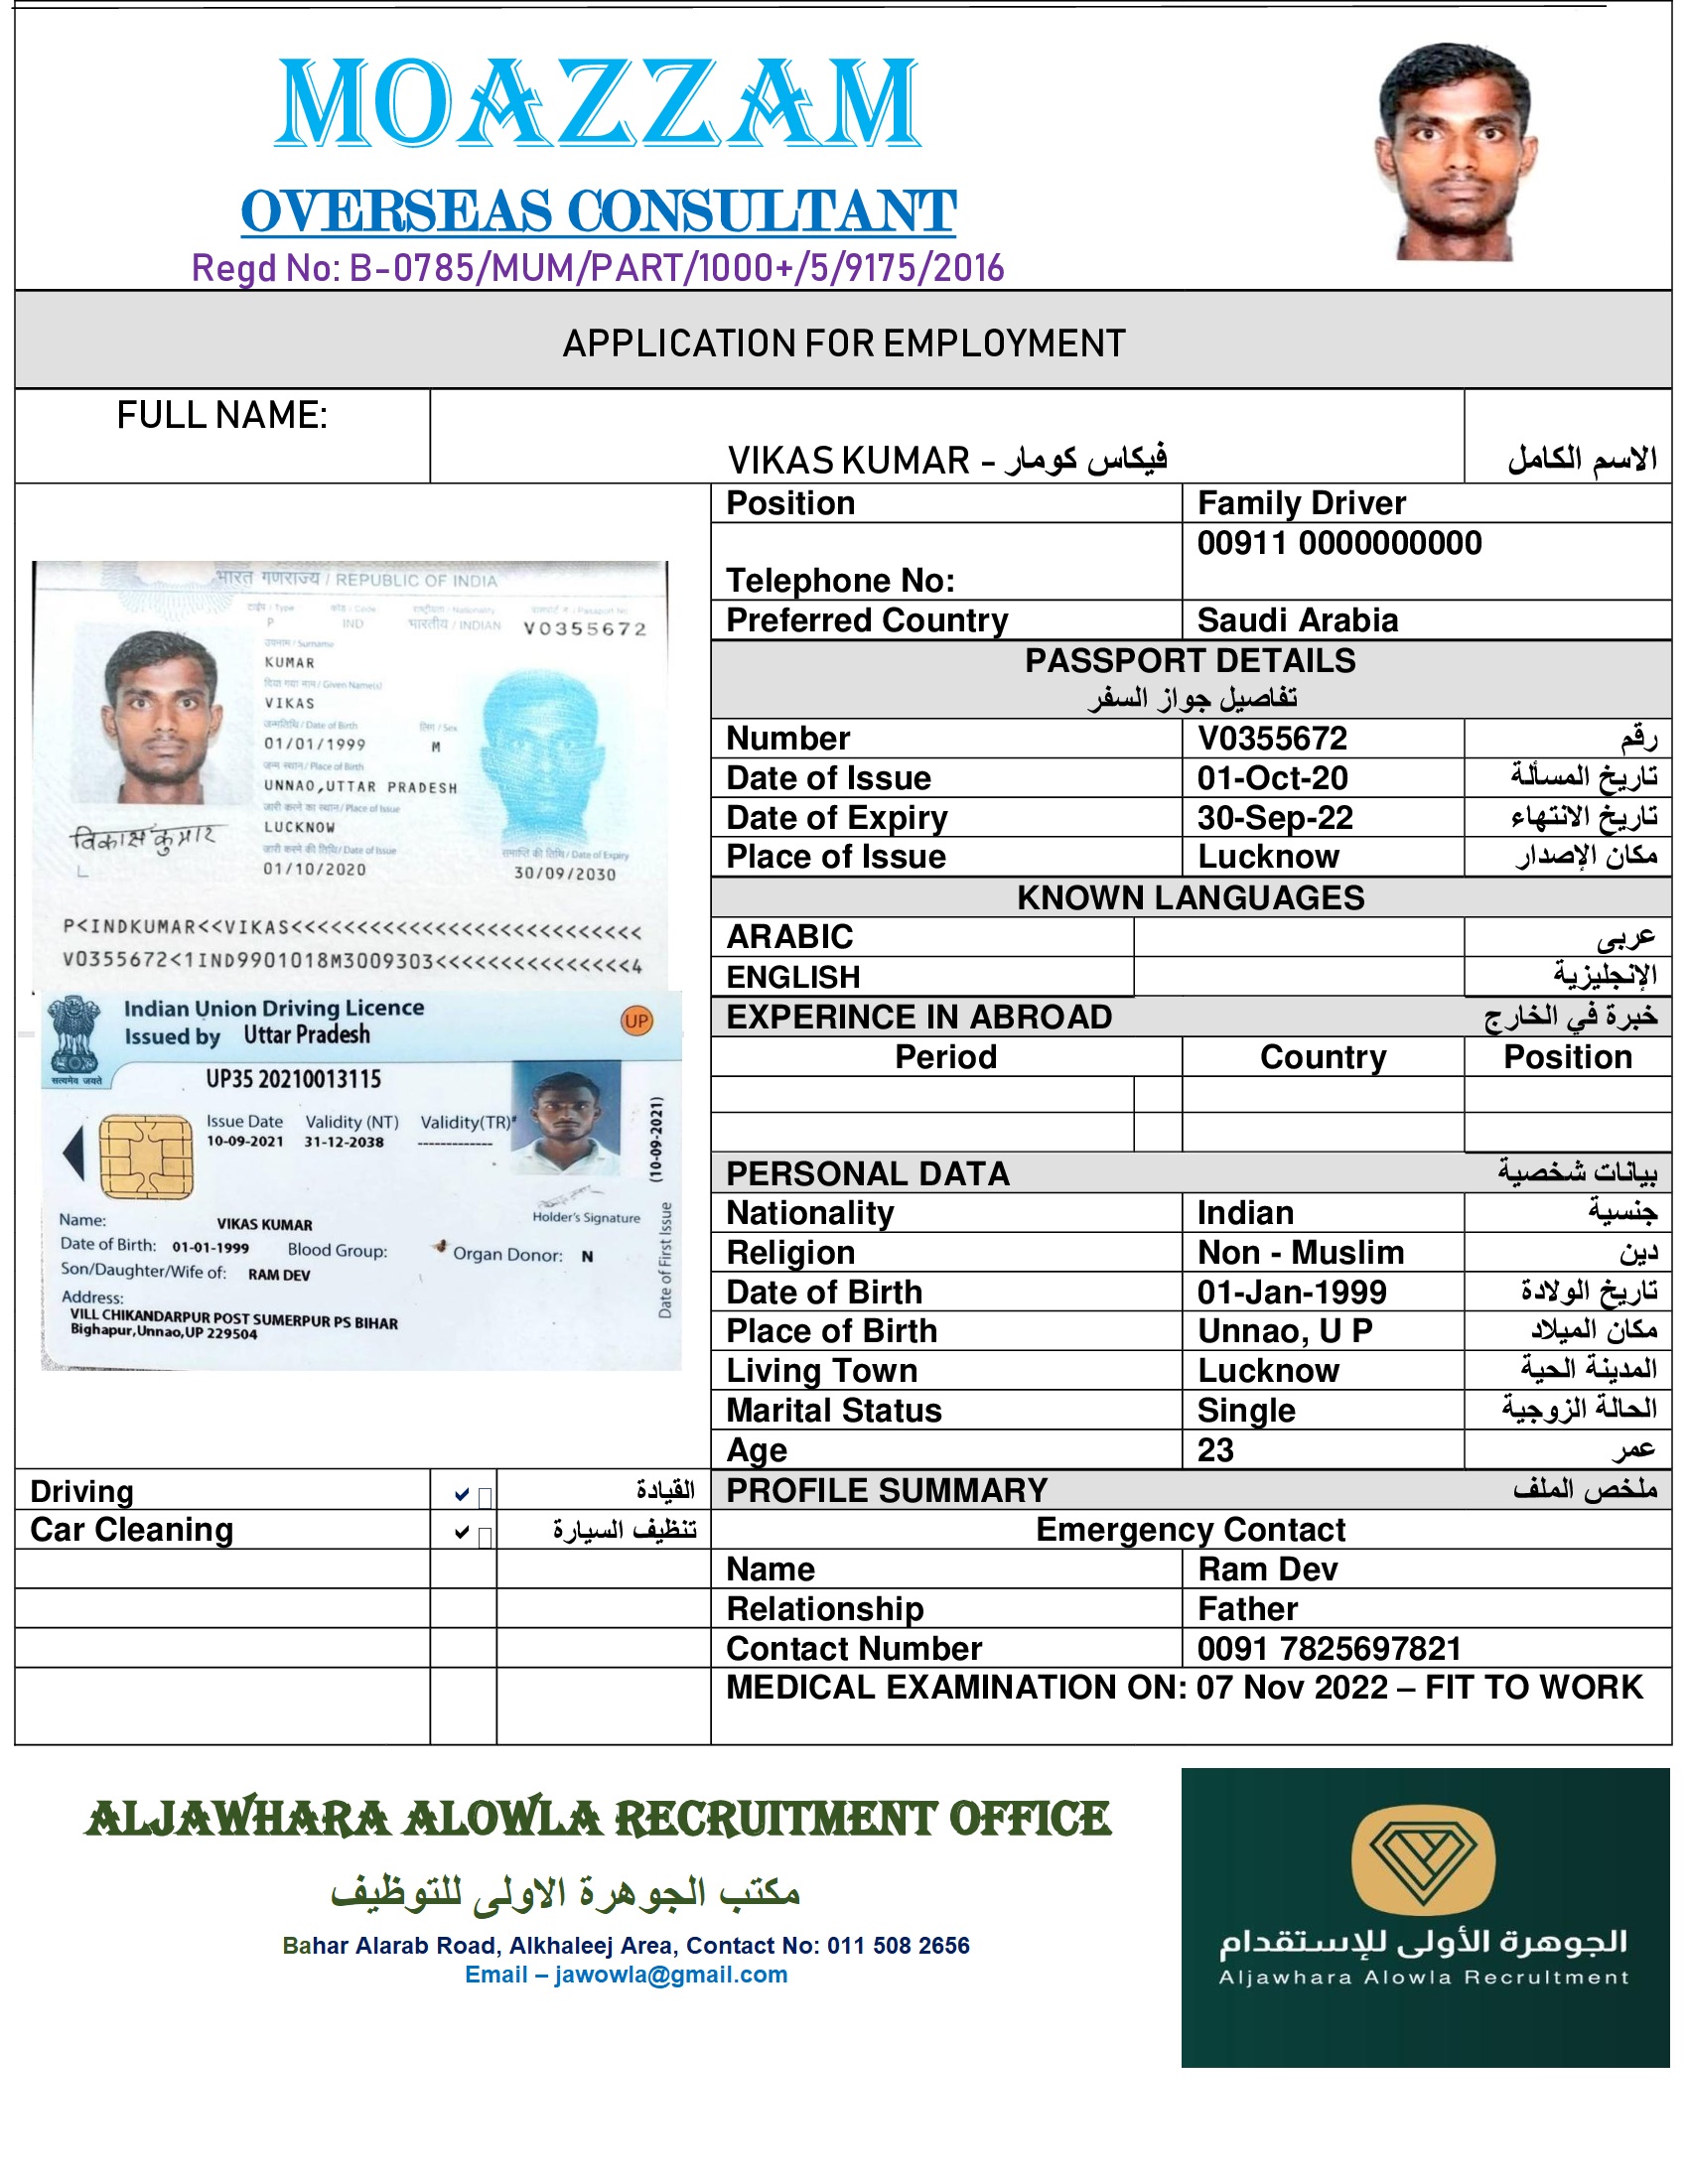 MOAZZAM
OVERSEAS CONSULTANT
Regd No: B-0785/MUM/PART/1000+/5/9175/2016
APPLICATION FOR EMPLOYMENT
FULL NAME:
VIKAS KUMAR - فيكاس كومار
الاسم الكامل
भारत गणराज्य / REPUBLIC OF INDIA
टाईप / Type
कोड / Code
राष्ट्रीयता / Nationality
पासपोर्ट न. / Passport No.
P
IND
भारतीय / INDIAN
V0355672
उपनाम / Surname
KUMAR
दिया गया नाम / Given Name(s)
VIKAS
जन्मतिथि / Date of Birth
लिंग / Sex
01/01/1999
M
जन्म स्थान / Place of Birth
UNNAO,UTTAR PRADESH
जारी करने का स्थान / Place of Issue
LUCKNOW
जारी करने की तिथि / Date of Issue
समाप्ति की तिथि / Date of Expiry
01/10/2020
30/09/2030
विकास कुमार
P<INDKUMAR<<VIKAS<<<<<<<<<<<<<<<<<<<<<<<<<<<
V0355672<1IND9901018M3009303<<<<<<<<<<<<<<<4
Indian Union Driving Licence
Issued by Uttar Pradesh
UP
सत्यमेव जयते
UP35 20210013115
Issue Date Validity (NT) Validity(TR)*
10-09-2021 31-12-2038 -------------
Date of First Issue (10-09-2021)
Holder's Signature
Name: VIKAS KUMAR
Date of Birth: 01-01-1999 Blood Group: Organ Donor: N
Son/Daughter/Wife of: RAM DEV
Address:
VILL CHIKANDARPUR POST SUMERPUR PS BIHAR
Bighapur,Unnao,UP 229504
Position Family Driver
Telephone No: 00911 0000000000
Preferred Country Saudi Arabia
PASSPORT DETAILS
تفاصيل جواز السفر
Number V0355672 رقم
Date of Issue 01-Oct-20 تاريخ المسألة
Date of Expiry 30-Sep-22 تاريخ الانتهاء
Place of Issue Lucknow مكان الإصدار
KNOWN LANGUAGES
ARABIC عربى
ENGLISH الإنجليزية
EXPERINCE IN ABROAD خبرة في الخارج
Period Country Position
PERSONAL DATA بيانات شخصية
Nationality Indian جنسية
Religion Non - Muslim دين
Date of Birth 01-Jan-1999 تاريخ الولادة
Place of Birth Unnao, U P مكان الميلاد
Living Town Lucknow المدينة الحية
Marital Status Single الحالة الزوجية
Age 23 عمر
Driving ✓ القيادة
Car Cleaning ✓ تنظيف السيارة
PROFILE SUMMARY ملخص الملف
Emergency Contact
Name Ram Dev
Relationship Father
Contact Number 0091 7825697821
MEDICAL EXAMINATION ON: 07 Nov 2022 – FIT TO WORK
ALJAWHARA ALOWLA RECRUITMENT OFFICE
مكتب الجوهرة الاولى للتوظيف
Bahar Alarab Road, Alkhaleej Area, Contact No: 011 508 2656
Email – jawowla@gmail.com
الجوهرة الأولى للإستقدام
Aljawhara Alowla Recruitment